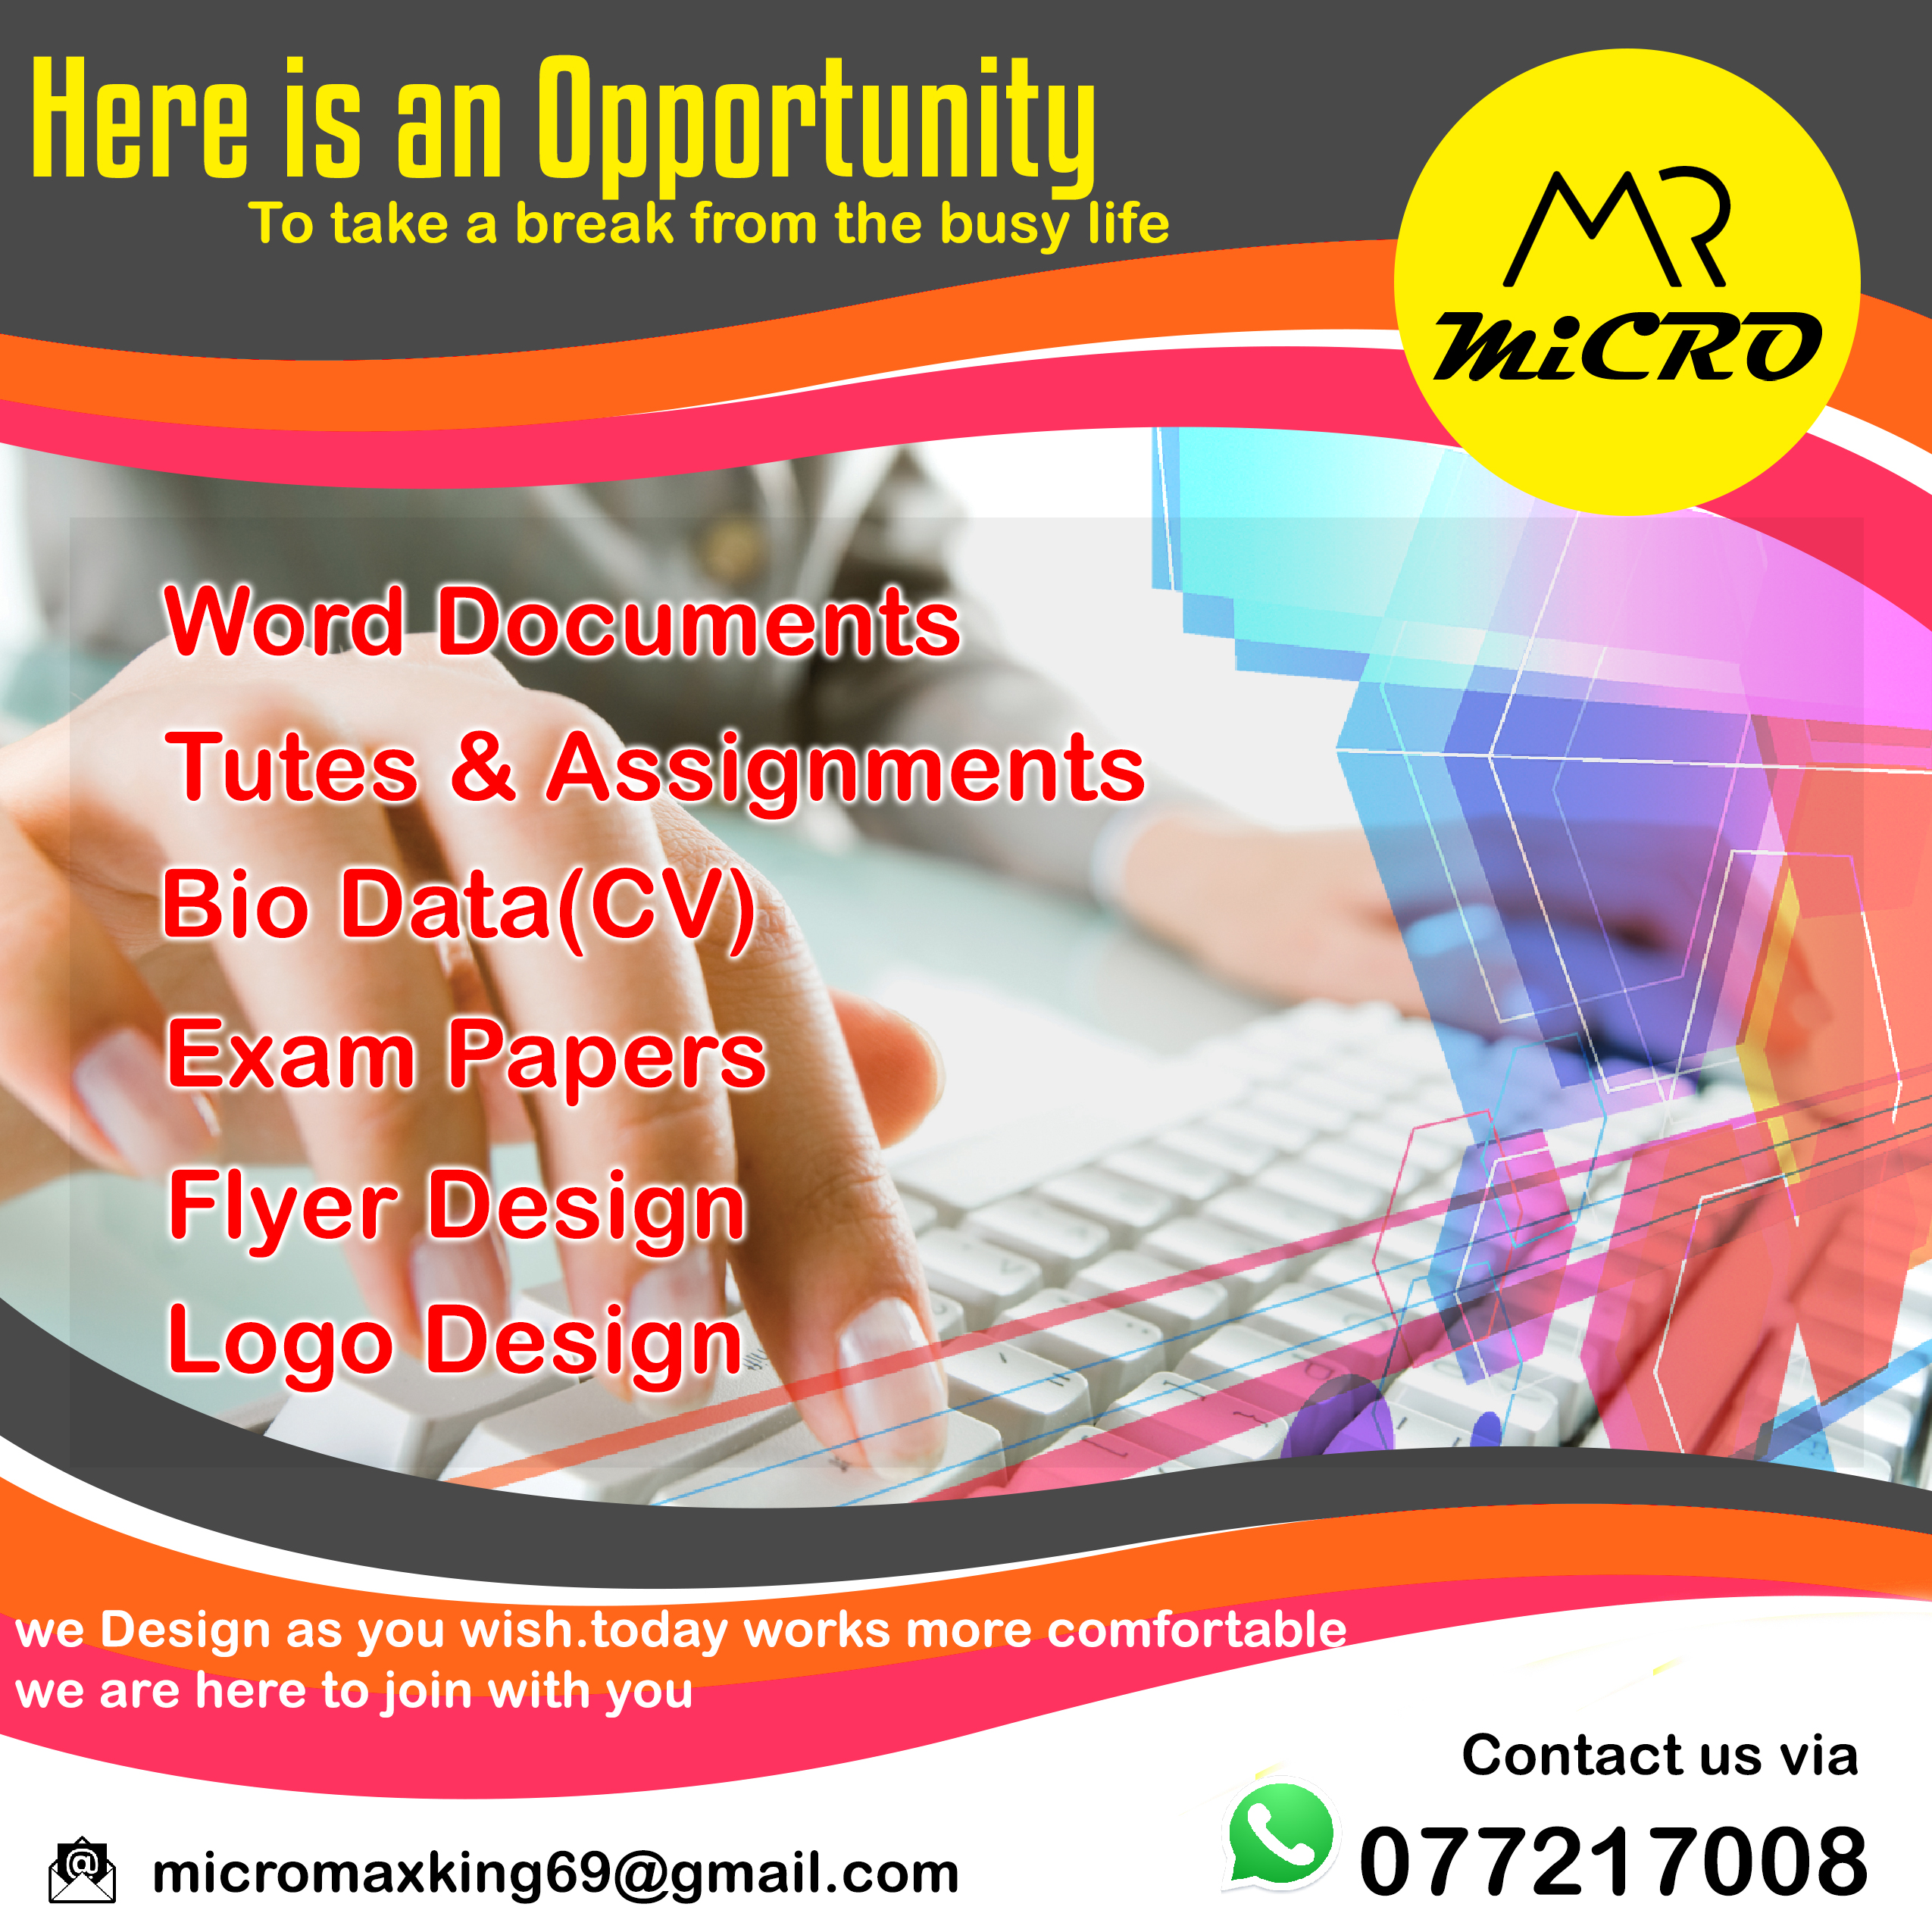 Here is an Opportunity
To take a break from the busy life
MR
MiCRO
Word Documents
Tutes & Assignments
Bio Data(CV)
Exam Papers
Flyer Design
Logo Design
we Design as you wish.today works more comfortable
we are here to join with you
Contact us via
077217008
@
micromaxking69@gmail.com